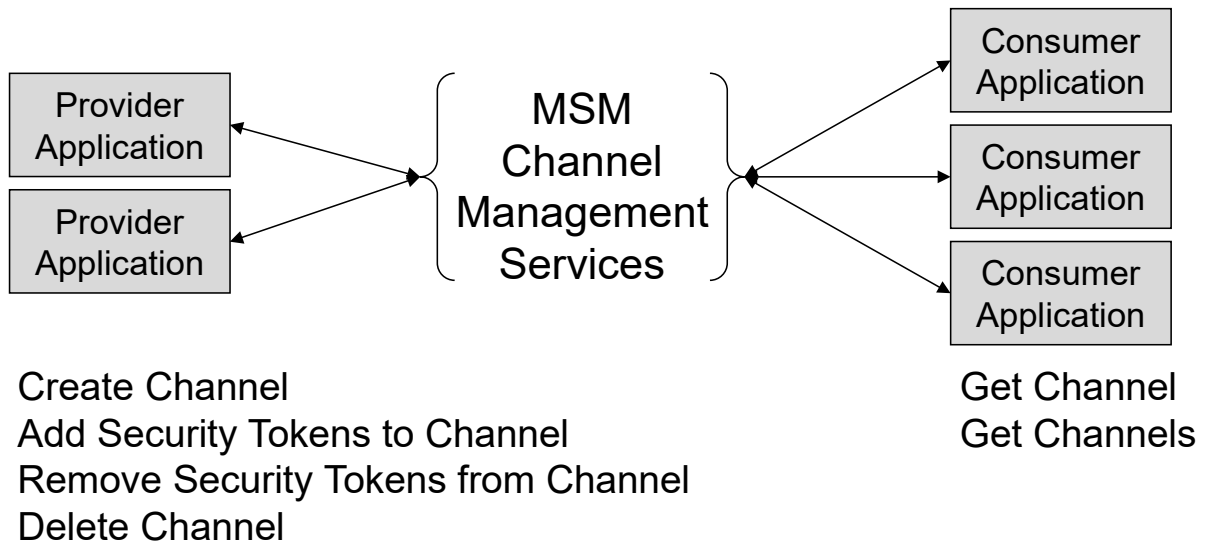 Provider
Application
Provider
Application
MSM
Channel
Management
Services
Consumer
Application
Consumer
Application
Consumer
Application
Create Channel
Add Security Tokens to Channel
Remove Security Tokens from Channel
Delete Channel
Get Channel
Get Channels